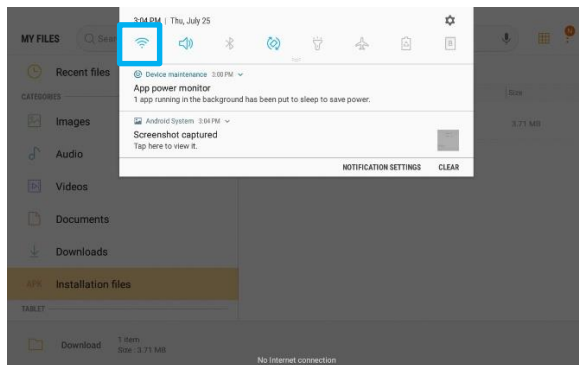 3:04 PM | Thu, July 25
MY FILES
Recent files
Device maintenance 3:00 PM
App power monitor
1 app running in the background has been put to sleep to save power.
CATEGORIES
Size
Images
Android System 3:04 PM
Screenshot captured
Tap here to view it.
3.71 MB
Audio
NOTIFICATION SETTINGS CLEAR
Videos
Documents
Downloads
APK Installation files
TABLET
Download
1 item
Size : 3.71 MB
No Internet connection